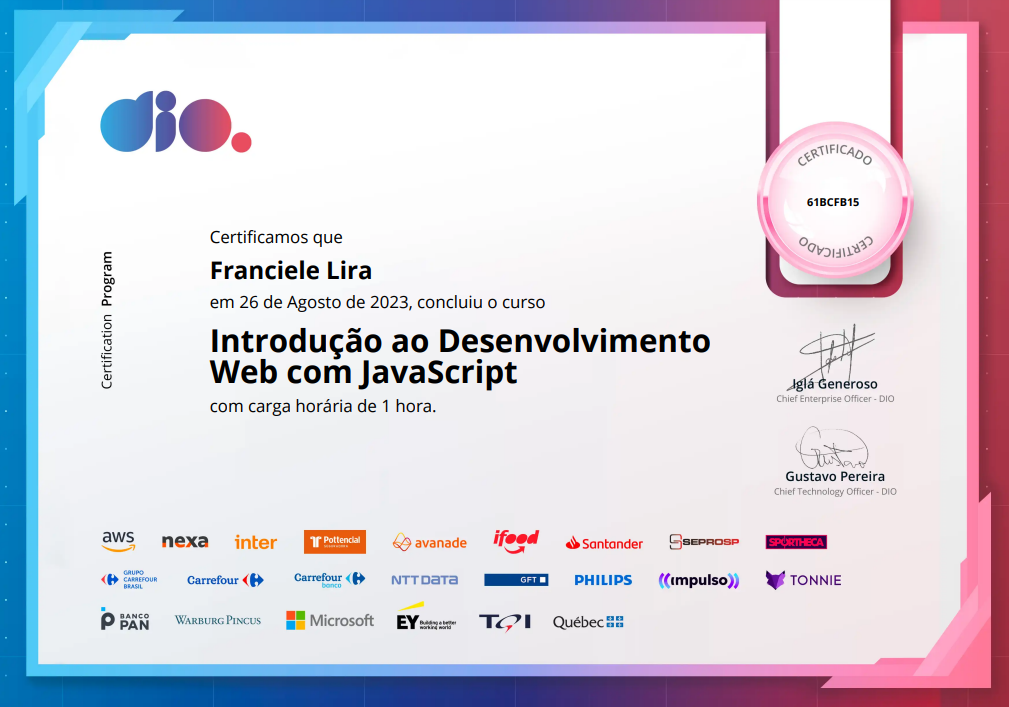 dio.
CERTIFICADO
61BCFB15
CERTIFICADO
Certification Program
Certificamos que
Franciele Lira
em 26 de Agosto de 2023, concluiu o curso
Introdução ao Desenvolvimento
Web com JavaScript
com carga horária de 1 hora.
Iglá Generoso
Chief Enterprise Officer - DIO
Gustavo Pereira
Chief Technology Officer - DIO
aws nexa inter Pottencial avanade ifood Santander SEPROSP SPORTHECA
GRUPO
CARREFOUR
BRASIL
Carrefour Carrefour
banco
NTT DATA GFT PHILIPS ((impulso)) TONNIE
BANCO
PAN
WARBURG PINCUS Microsoft EY Building a better
working world
TQI Québec